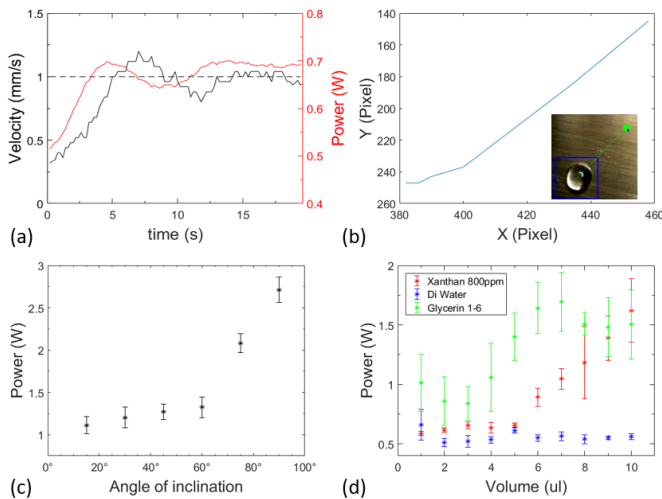 1.5
1
0.5
0
Velocity (mm/s)
0.8
0.7
0.6
0.5
0.4
Power (W)
0
5
10
15
time (s)
(a)
140
160
180
200
220
240
260
Y (Pixel)
380
400
420
440
460
X (Pixel)
(b)
3
2.5
2
1.5
1
Power (W)
0°
20°
40°
60°
80°
100°
Angle of inclination
(c)
2
1.5
1
0.5
Power (W)
Xanthan 800ppm
Di Water
Glycerin 1-6
0
2
4
6
8
10
Volume (ul)
(d)